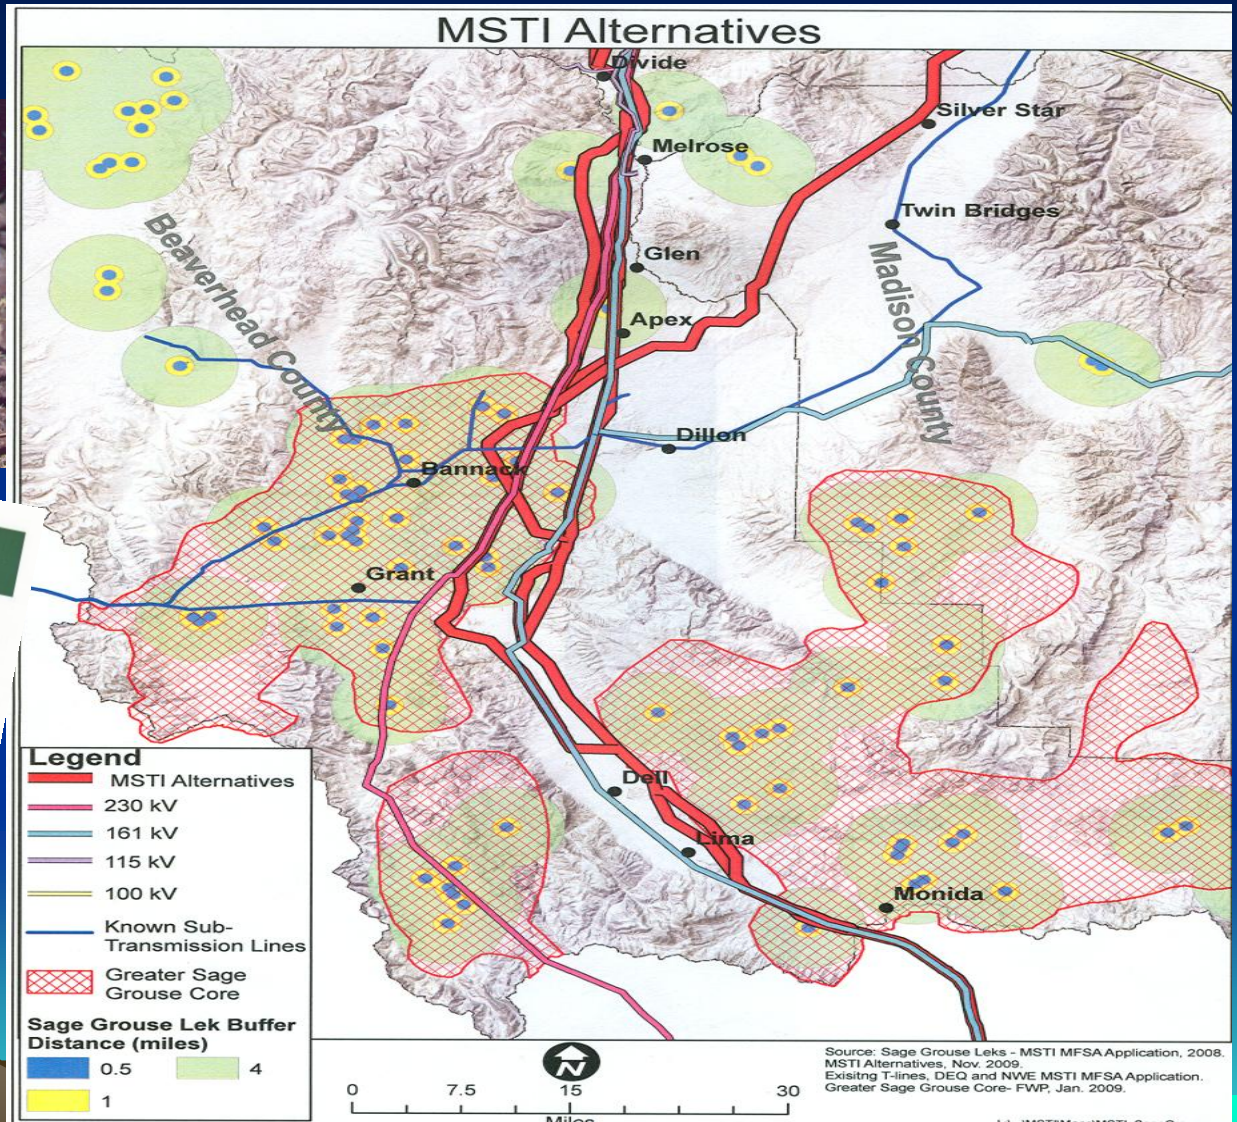 MSTI Alternatives
Divide
Silver Star
Melrose
Twin Bridges
Beaverhead County
Glen
Madison County
Apex
Dillon
Bannack
Grant
Dell
Lima
Monida
Legend
MSTI Alternatives
230 kV
161 kV
115 kV
100 kV
Known Sub-
Transmission Lines
Greater Sage
Grouse Core
Sage Grouse Lek Buffer
Distance (miles)
0.5
4
1
N
0 7.5 15 30
Miles
Source: Sage Grouse Leks - MSTI MFSA Application, 2008.
MSTI Alternatives, Nov. 2009.
Exisitng T-lines, DEQ and NWE MSTI MFSA Application.
Greater Sage Grouse Core- FWP, Jan. 2009.